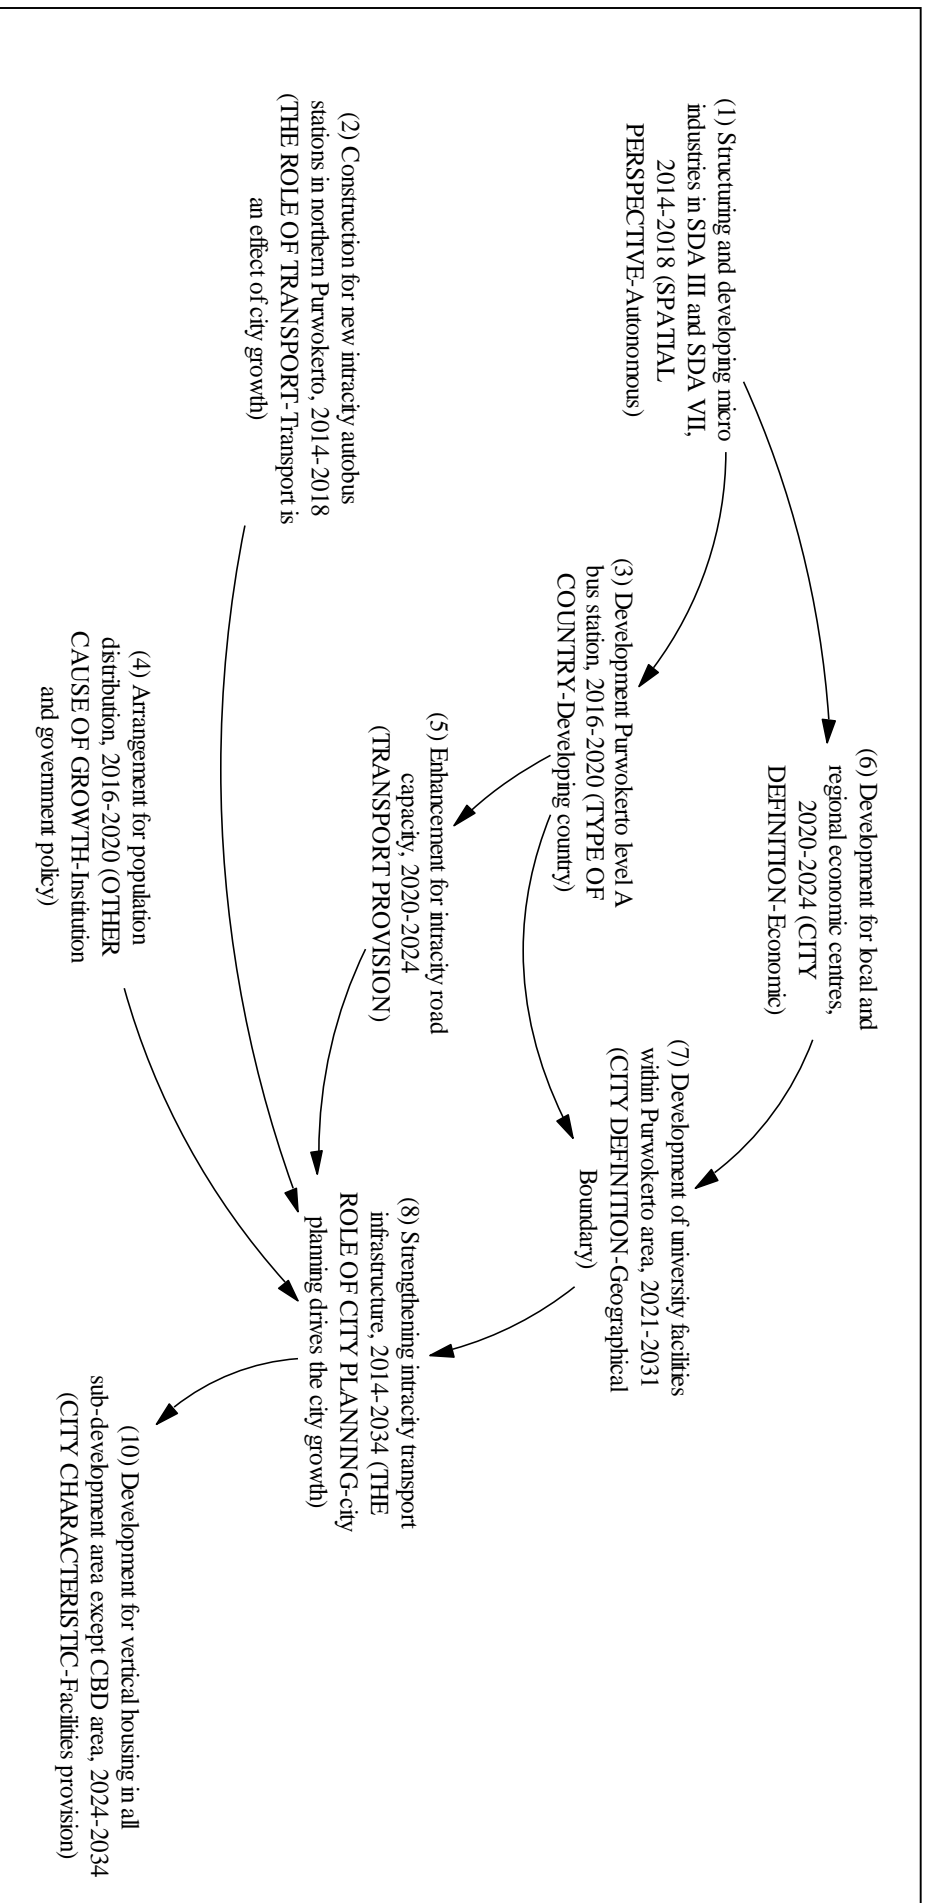 (1) Structuring and developing micro
industries in SDA III and SDA VII,
2014-2018 (SPATIAL
PERSPECTIVE-Autonomous)
(2) Construction for new intracity autobus
stations in northern Purwokerto, 2014-2018
(THE ROLE OF TRANSPORT-Transport is
an effect of city growth)
(3) Development Purwokerto level A
bus station, 2016-2020 (TYPE OF
COUNTRY-Developing country)
(4) Arrangement for population
distribution, 2016-2020 (OTHER
CAUSE OF GROWTH-Institution
and government policy)
(5) Enhancement for intracity road
capacity, 2020-2024
(TRANSPORT PROVISION)
(6) Development for local and
regional economic centres,
2020-2024 (CITY
DEFINITION-Economic)
(7) Development of university facilities
within Purwokerto area, 2021-2031
(CITY DEFINITION-Geographical
Boundary)
(8) Strengthening intracity transport
infrastructure, 2014-2034 (THE
ROLE OF CITY PLANNING-city
planning drives the city growth)
(10) Development for vertical housing in all
sub-development area except CBD area, 2024-2034
(CITY CHARACTERISTIC-Facilities provision)